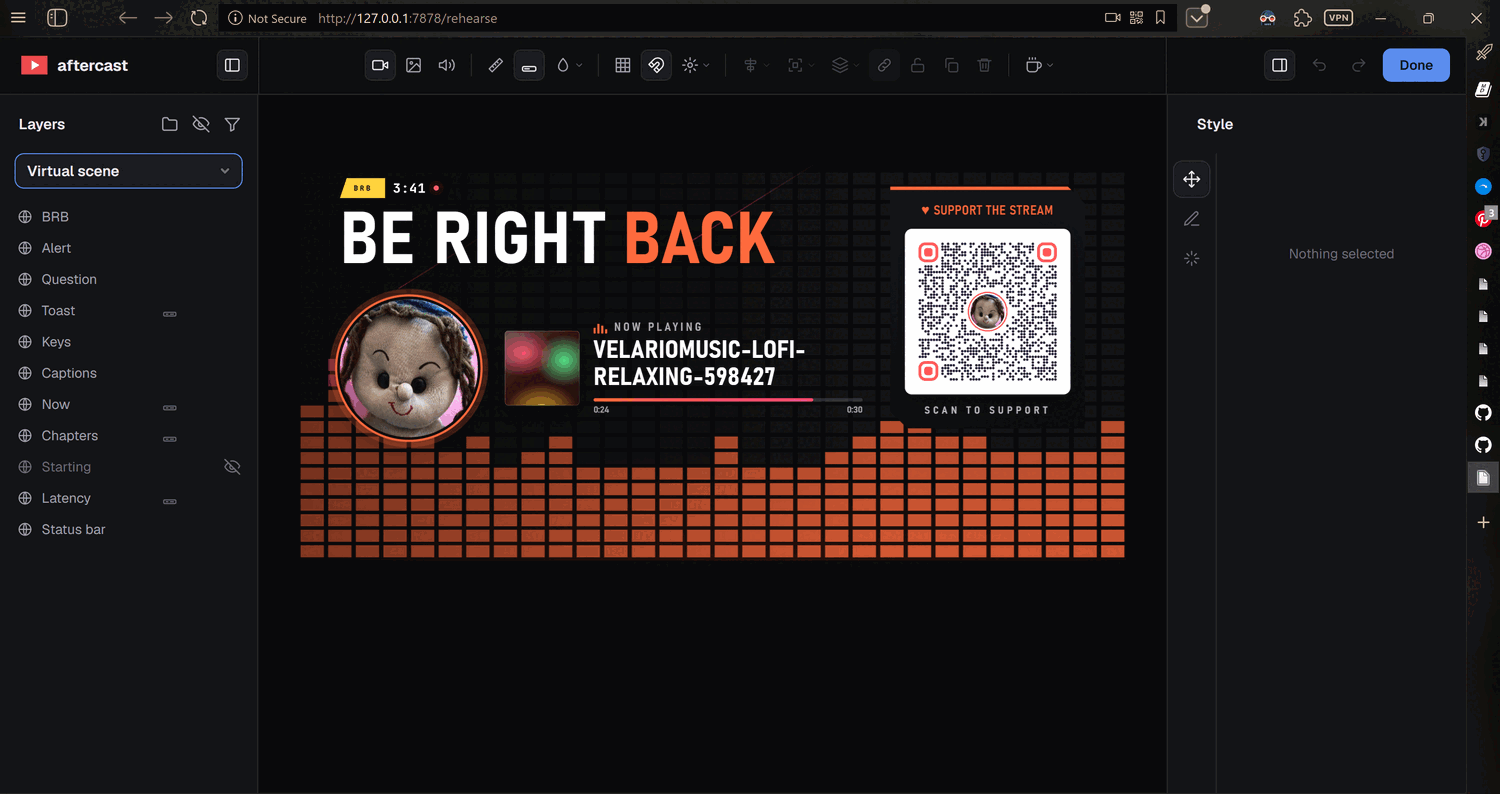 Not Secure http://127.0.0.1:7878/rehearse
VPN
aftercast
Done
Layers
Virtual scene
BRB
Alert
Question
Toast
Keys
Captions
Now
Chapters
Starting
Latency
Status bar
BRB 3:41
BE RIGHT BACK
NOW PLAYING
VELARIOMUSIC-LOFI-
RELAXING-598427
0:24 0:30
♥ SUPPORT THE STREAM
SCAN TO SUPPORT
Style
Nothing selected
3